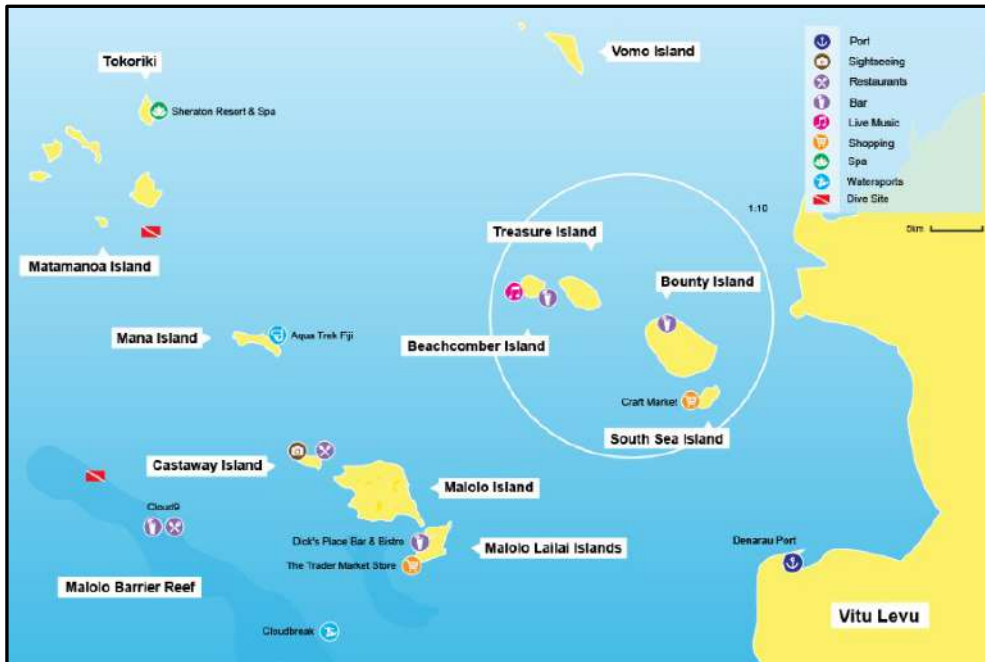 Tokoriki
Vomo Island
Port
Sightseeing
Restaurants
Bar
Live Music
Shopping
Spa
Watersports
Dive Site
Sheraton Resort & Spa
1:10
5km
Treasure Island
Matamanoa Island
Bounty Island
Mana Island
Aqua Trek Fiji
Beachcomber Island
Craft Market
South Sea Island
Castaway Island
Malolo Island
Cloud9
Dick's Place Bar & Bistro
Malolo Lailai Islands
Denarau Port
The Trader Market Store
Malolo Barrier Reef
Vitu Levu
Cloudbreak